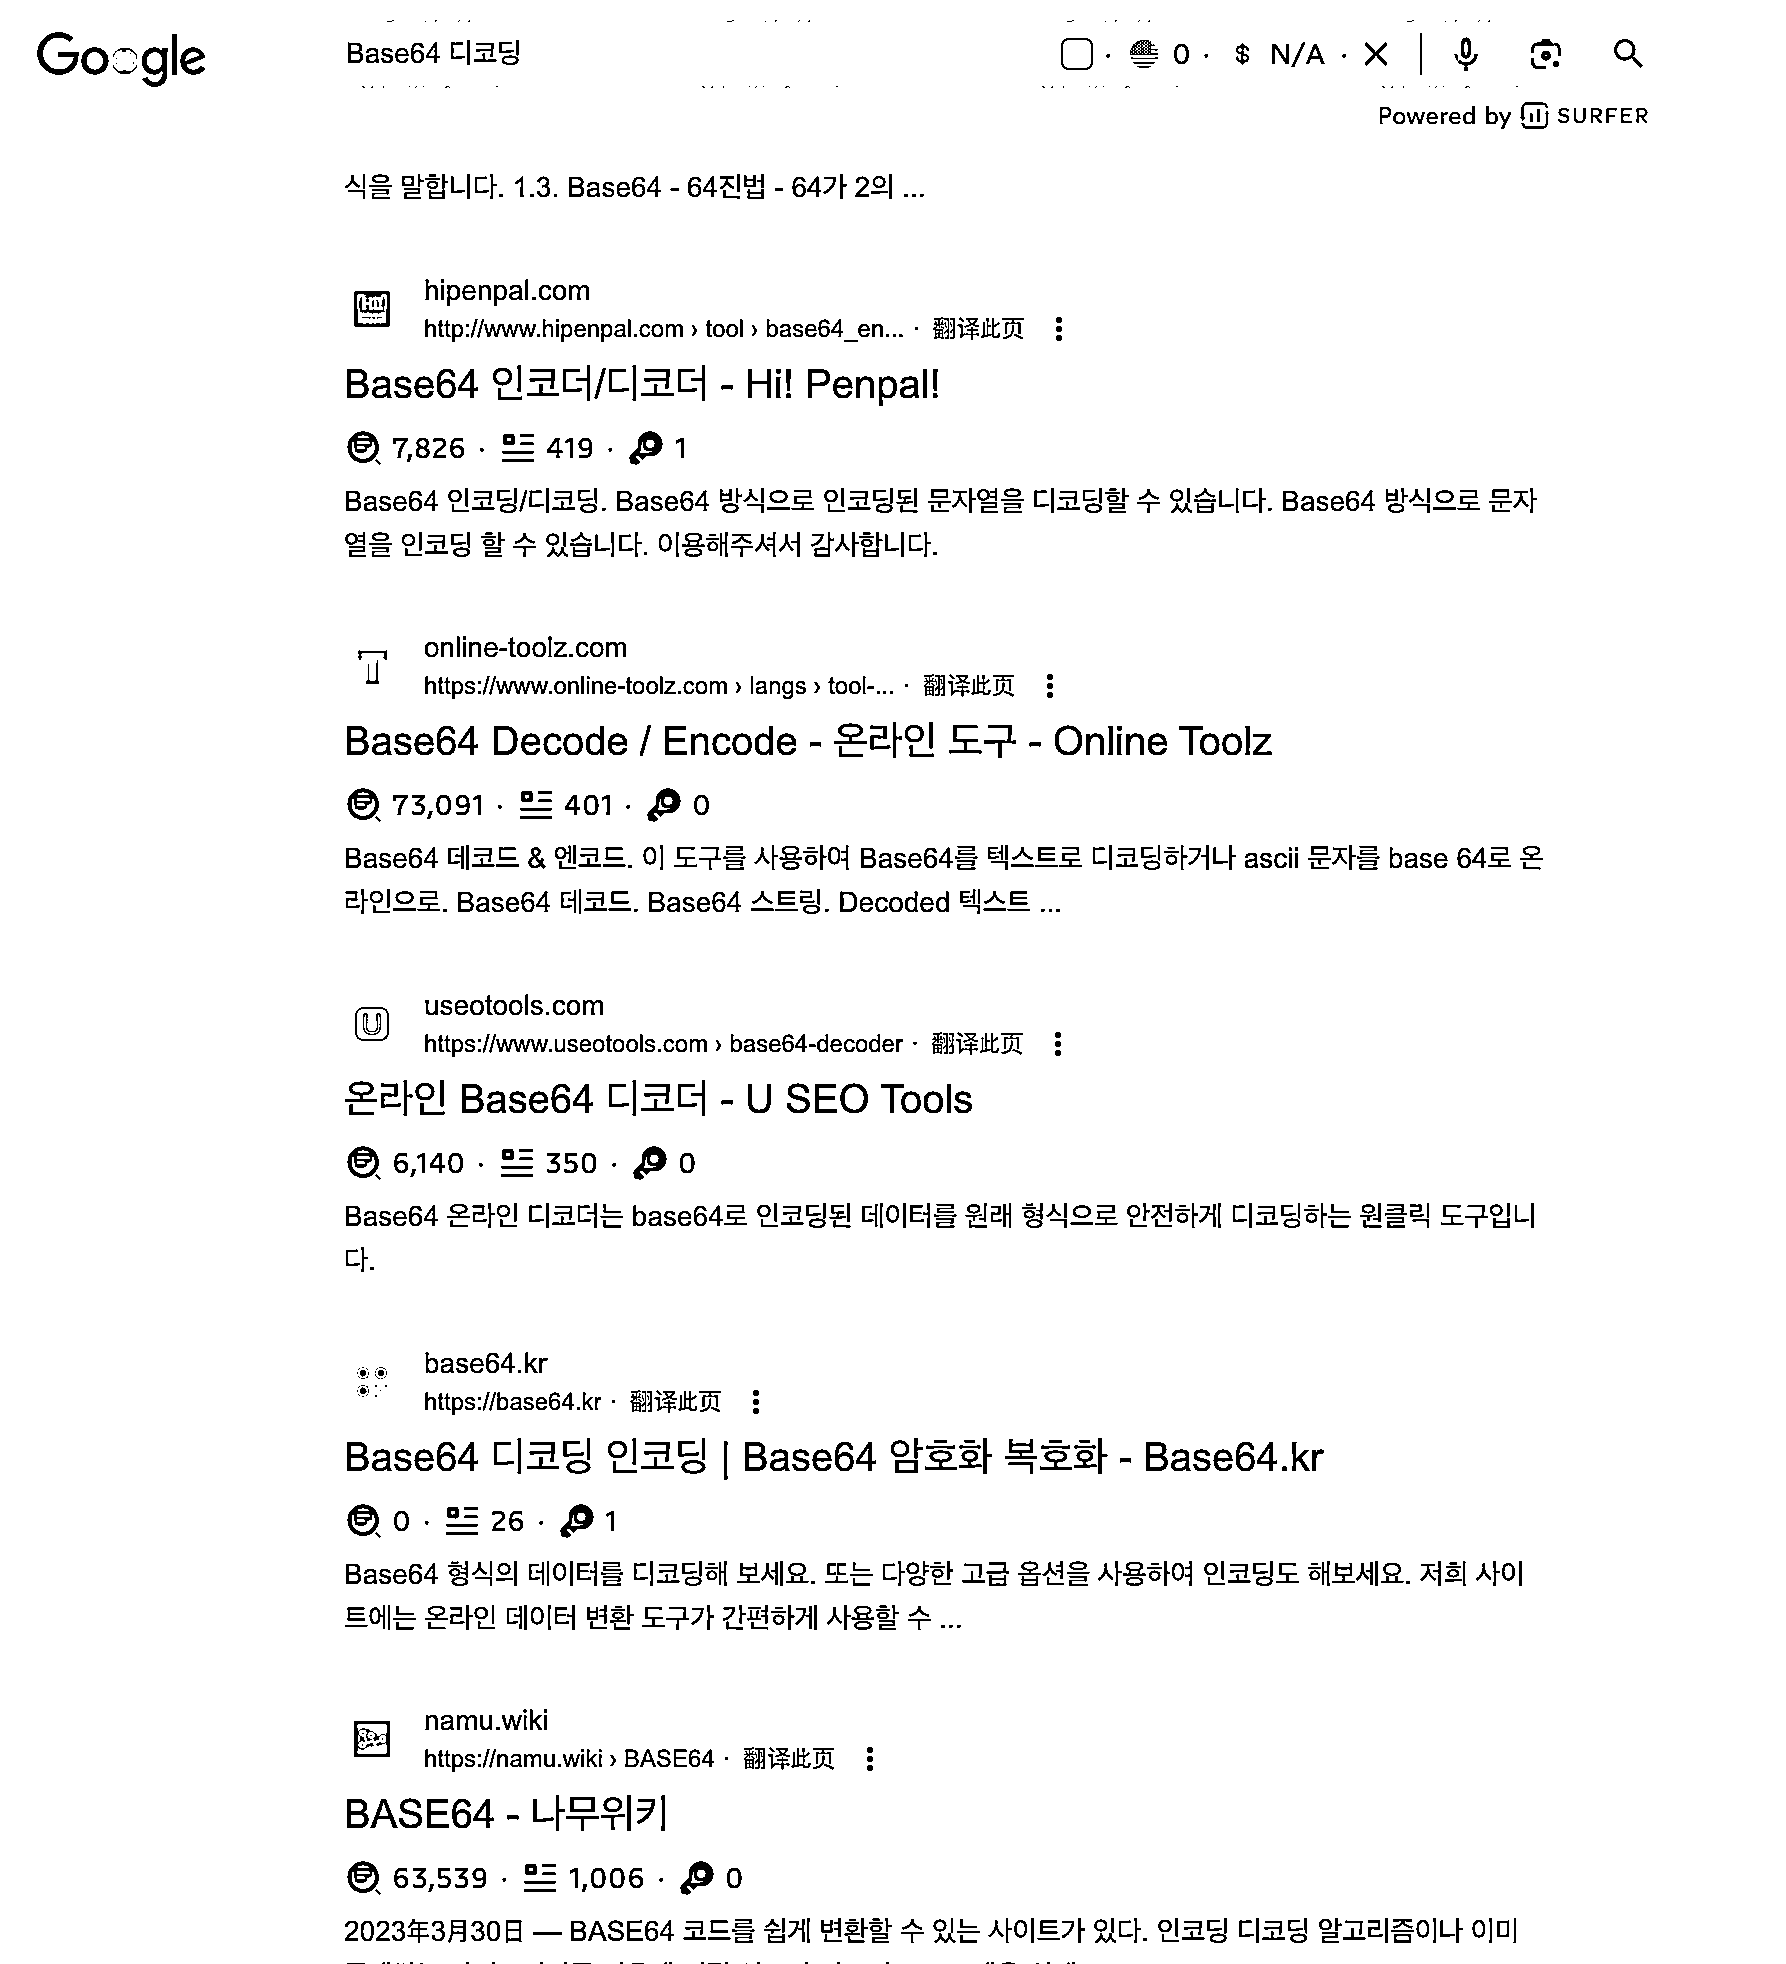 Google
Base64 디코딩
0 · $ N/A ·
Powered by SURFER
식을 말합니다. 1.3. Base64 - 64진법 - 64가 2의 ...
hipenpal.com
http://www.hipenpal.com › tool › base64_en... · 翻译此页
Base64 인코더/디코더 - Hi! Penpal!
7,826 · 419 · 1
Base64 인코딩/디코딩. Base64 방식으로 인코딩된 문자열을 디코딩할 수 있습니다. Base64 방식으로 문자
열을 인코딩 할 수 있습니다. 이용해주셔서 감사합니다.
online-toolz.com
https://www.online-toolz.com › langs › tool-... · 翻译此页
Base64 Decode / Encode - 온라인 도구 - Online Toolz
73,091 · 401 · 0
Base64 데코드 & 엔코드. 이 도구를 사용하여 Base64를 텍스트로 디코딩하거나 ascii 문자를 base 64로 온
라인으로. Base64 데코드. Base64 스트링. Decoded 텍스트 ...
useotools.com
https://www.useotools.com › base64-decoder · 翻译此页
온라인 Base64 디코더 - U SEO Tools
6,140 · 350 · 0
Base64 온라인 디코더는 base64로 인코딩된 데이터를 원래 형식으로 안전하게 디코딩하는 원클릭 도구입니
다.
base64.kr
https://base64.kr · 翻译此页
Base64 디코딩 인코딩 | Base64 암호화 복호화 - Base64.kr
0 · 26 · 1
Base64 형식의 데이터를 디코딩해 보세요. 또는 다양한 고급 옵션을 사용하여 인코딩도 해보세요. 저희 사이
트에는 온라인 데이터 변환 도구가 간편하게 사용할 수 ...
namu.wiki
https://namu.wiki › BASE64 · 翻译此页
BASE64 - 나무위키
63,539 · 1,006 · 0
2023年3月30日 — BASE64 코드를 쉽게 변환할 수 있는 사이트가 있다. 인코딩 디코딩 알고리즘이나 이미